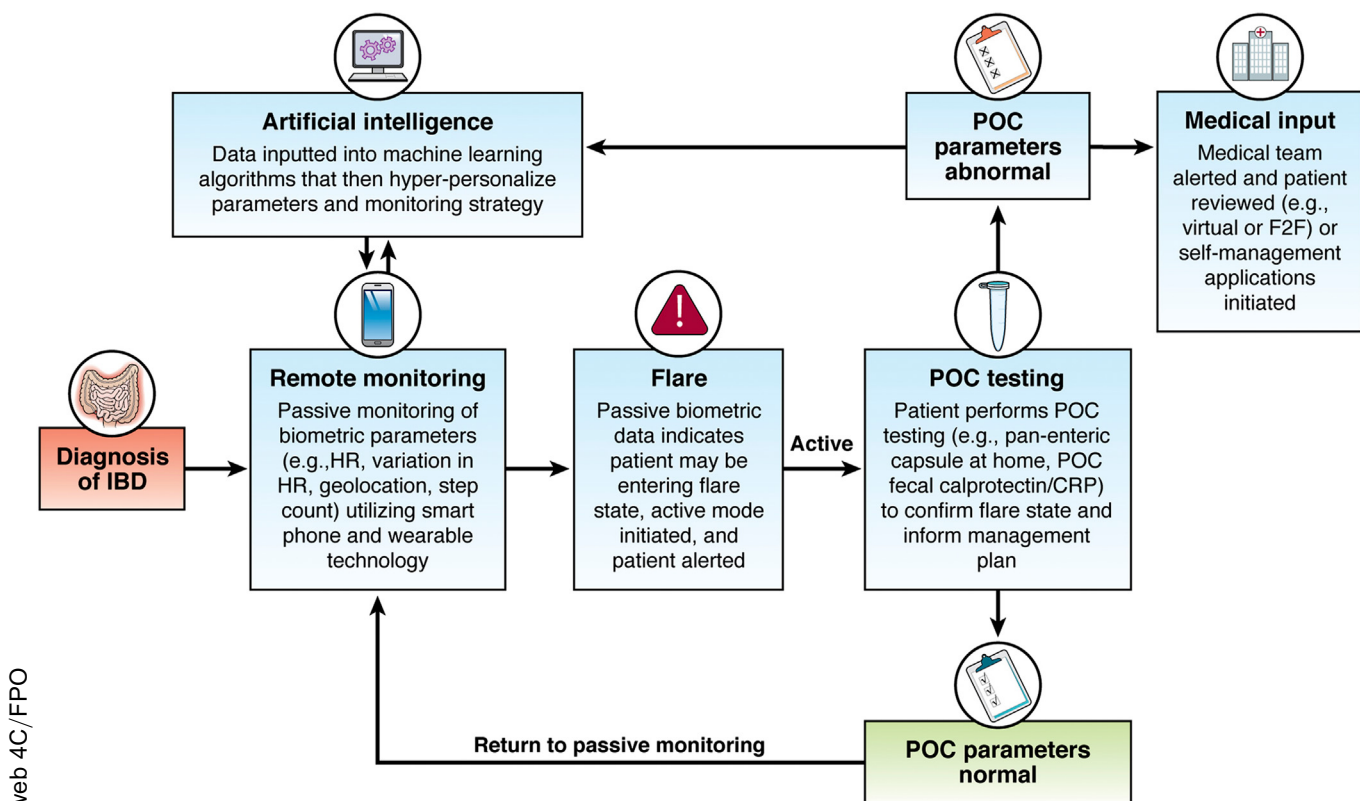 Artificial intelligence
Data inputted into machine learning
algorithms that then hyper-personalize
parameters and monitoring strategy
POC
parameters
abnormal
Medical input
Medical team
alerted and patient
reviewed (e.g.,
virtual or F2F) or
self-management
applications
initiated
Diagnosis
of IBD
Remote monitoring
Passive monitoring of
biometric parameters
(e.g.,HR, variation in
HR, geolocation, step
count) utilizing smart
phone and wearable
technology
Flare
Passive biometric
data indicates
patient may be
entering flare
state, active mode
initiated, and
patient alerted
Active
POC testing
Patient performs POC
testing (e.g., pan-enteric
capsule at home, POC
fecal calprotectin/CRP)
to confirm flare state and
inform management
plan
Return to passive monitoring
POC parameters
normal
web 4C/FPO